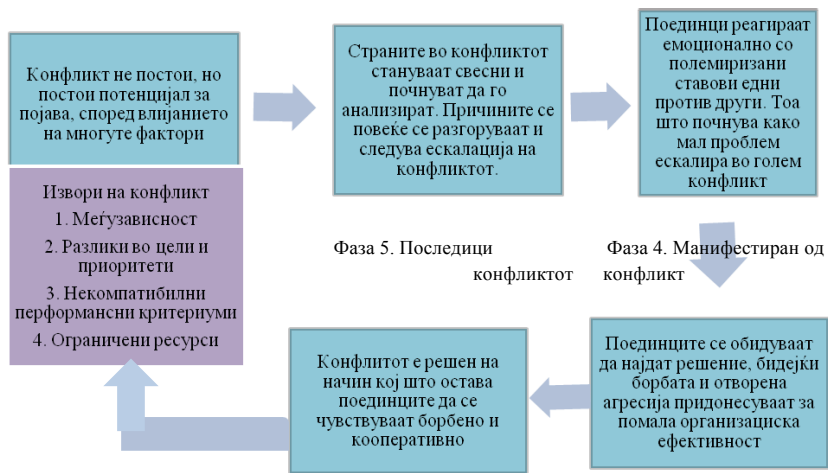 Конфликт не постои, но
постои потенцијал за
појава, според влијанието
на многуте фактори
Страните во конфликтот
стануваат свесни и
почнуват да го
анализират. Причините се
повеќе се разгоруваат и
следува ескалација на
конфликтот.
Поединци реагираат
емоционално со
полемиризани
ставови едни
против други. Тоа
што почнува како
мал проблем
ескалира во голем
конфликт
Извори на конфликт
1. Меѓузависност
2. Разлики во цели и
приоритети
3. Некомпатибилни
перформански критериуми
4. Ограничени ресурси
Фаза 5. Последици
конфликтот
Фаза 4. Манифестиран од
конфликт
Конфлитот е решен на
начин кој што остава
поединците да се
чувствуваат борбено и
кооперативно
Поединците се обидуваат
да најдат решение, бидејќи
борбата и отворена
агресија придонесуваат за
помала организациска
ефективност